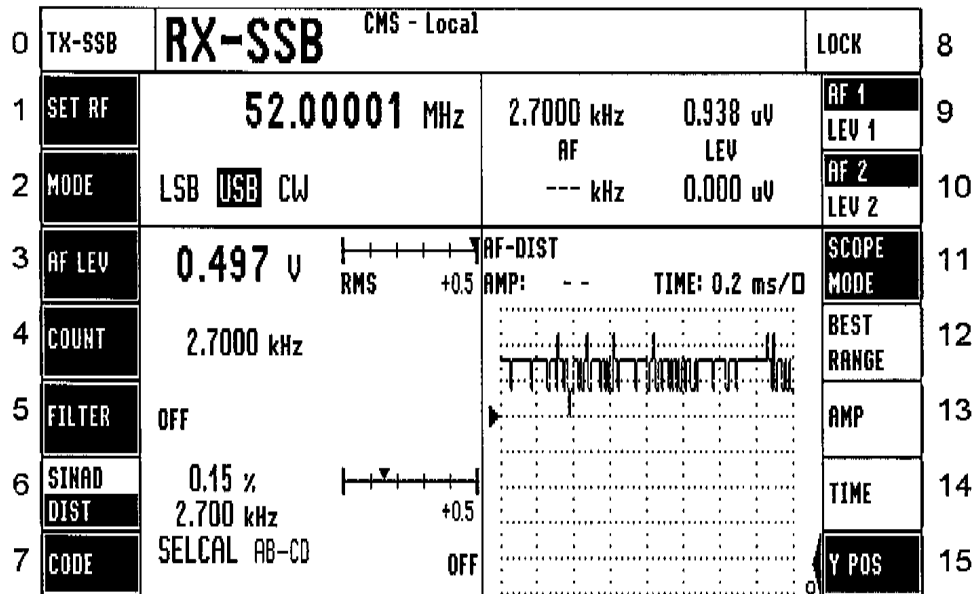 CMS - Local
0 TX-SSB RX-SSB LOCK 8
1 SET RF 52.00001 MHz 2.7000 kHz 0.938 uV AF 1 9
AF LEV LEV 1
2 MODE LSB USB CW --- kHz 0.000 uV AF 2 10
LEV 2
3 AF LEV 0.497 V AF-DIST SCOPE 11
RMS +0.5 AMP: -- TIME: 0.2 ms/□ MODE
4 COUNT 2.7000 kHz BEST 12
RANGE
5 FILTER OFF AMP 13
6 SINAD 0.15 % TIME 14
DIST 2.700 kHz +0.5
7 CODE SELCAL AB-CD OFF Y POS 15
0